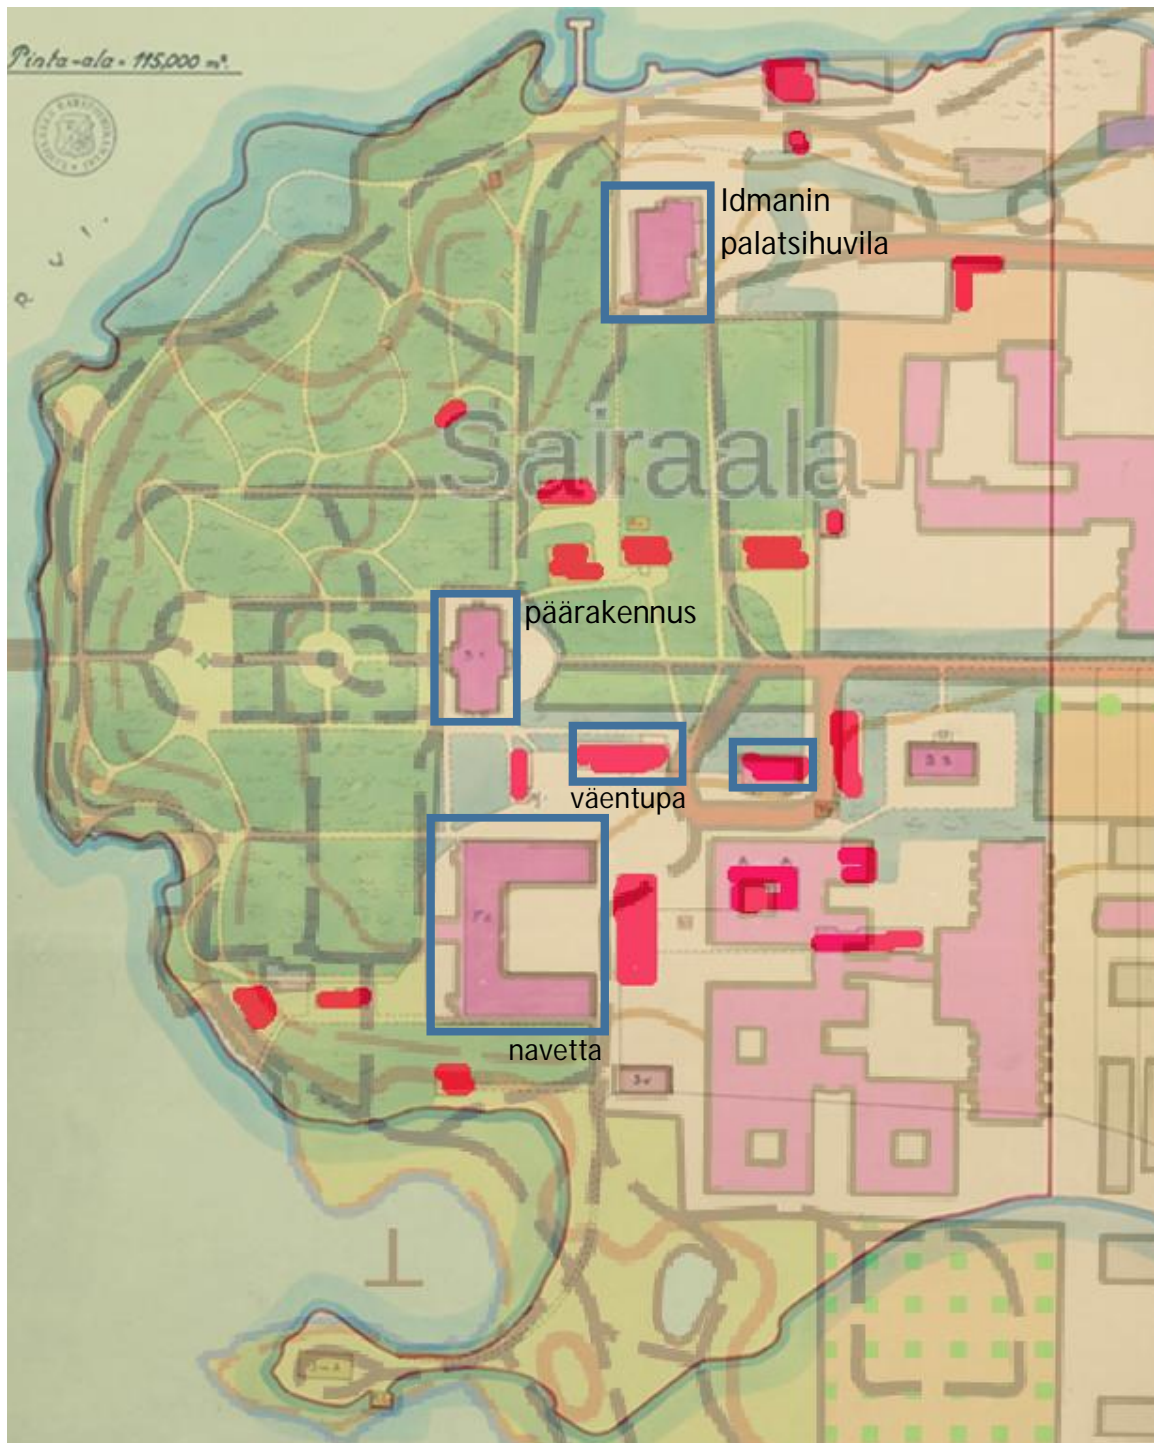 Pinta-ala = 115,000 m².
Idmanin
palatsihuvila
Sairaala
päärakennus
väentupa
navetta